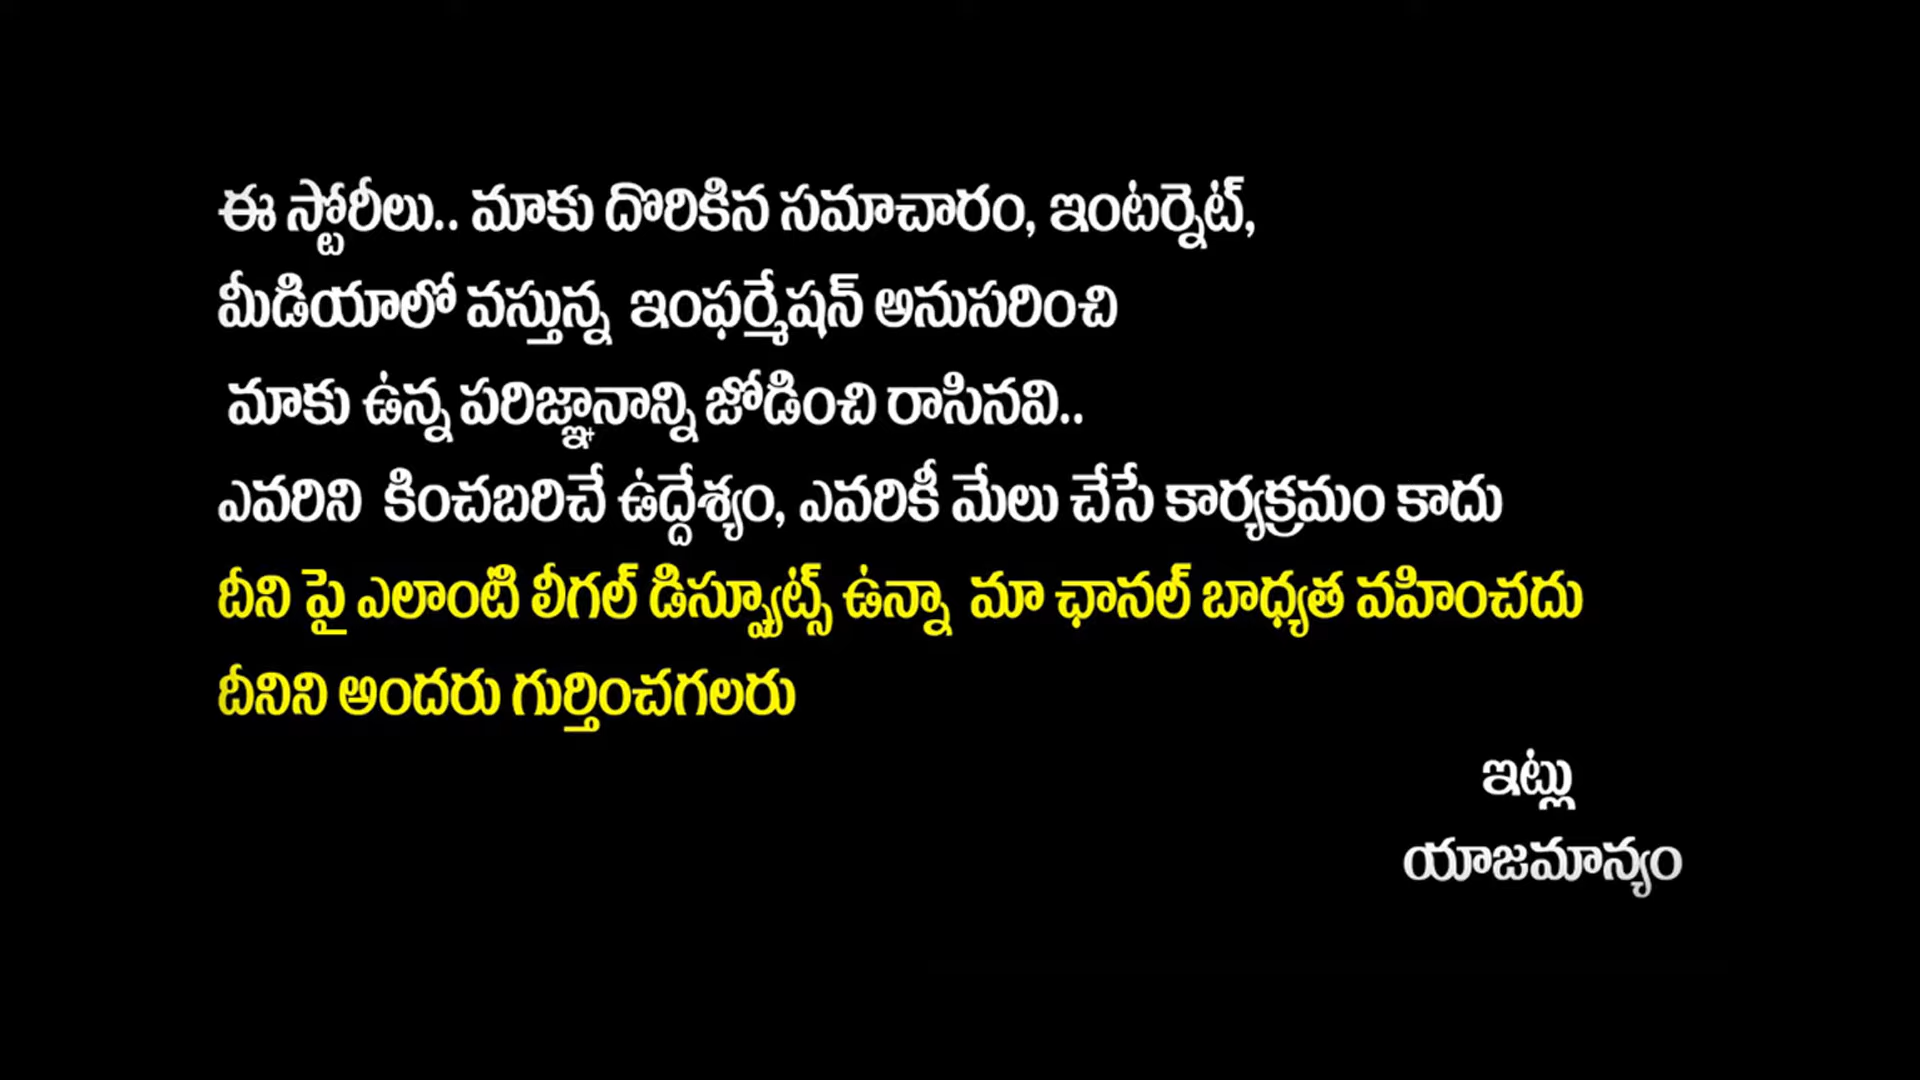 ఈ స్టోరీలు.. మాకు దొరికిన సమాచారం, ఇంటర్నెట్,
మీడియాలో వస్తున్న ఇంఫర్మేషన్ అనుసరించి
మాకు ఉన్న పరిజ్ఞానాన్ని జోడించి రాసినవి..
ఎవరిని కించబరిచే ఉద్దేశ్యం, ఎవరికీ మేలు చేసే కార్యక్రమం కాదు
దీని పై ఎలాంటి లీగల్ డిస్ప్యూట్స్ ఉన్నా మా ఛానల్ బాధ్యత వహించదు
దీనిని అందరు గుర్తించగలరు
ఇట్లు
యాజమాన్యం